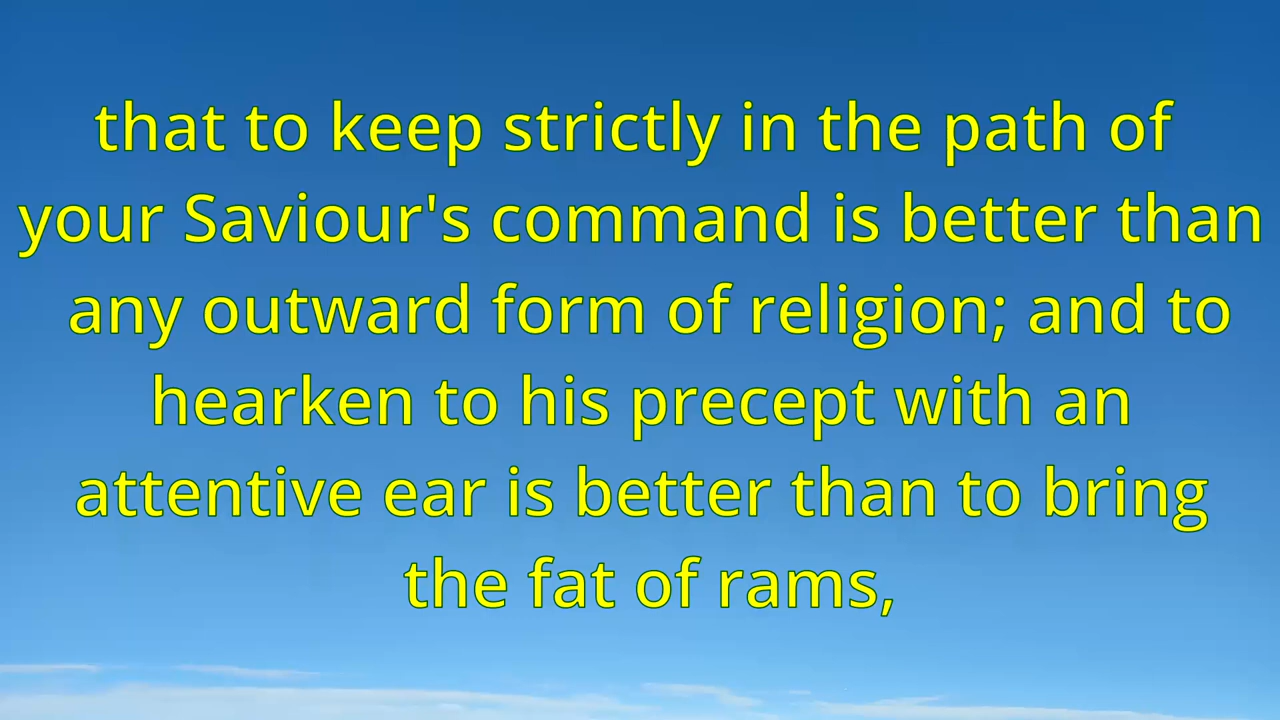 that to keep strictly in the path of
your Saviour's command is better than
any outward form of religion; and to
hearken to his precept with an
attentive ear is better than to bring
the fat of rams,